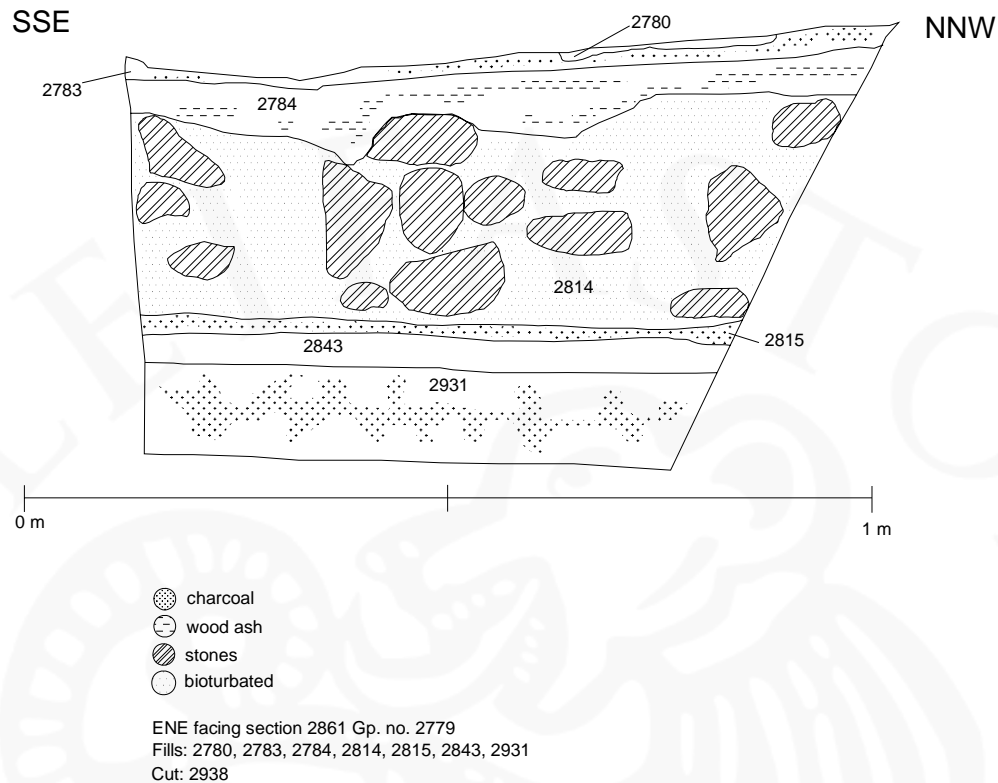 SSE
2780
NNW
2783
2784
2814
2815
2843
2931
0 m
1 m
charcoal
wood ash
stones
bioturbated
ENE facing section 2861 Gp. no. 2779
Fills: 2780, 2783, 2784, 2814, 2815, 2843, 2931
Cut: 2938